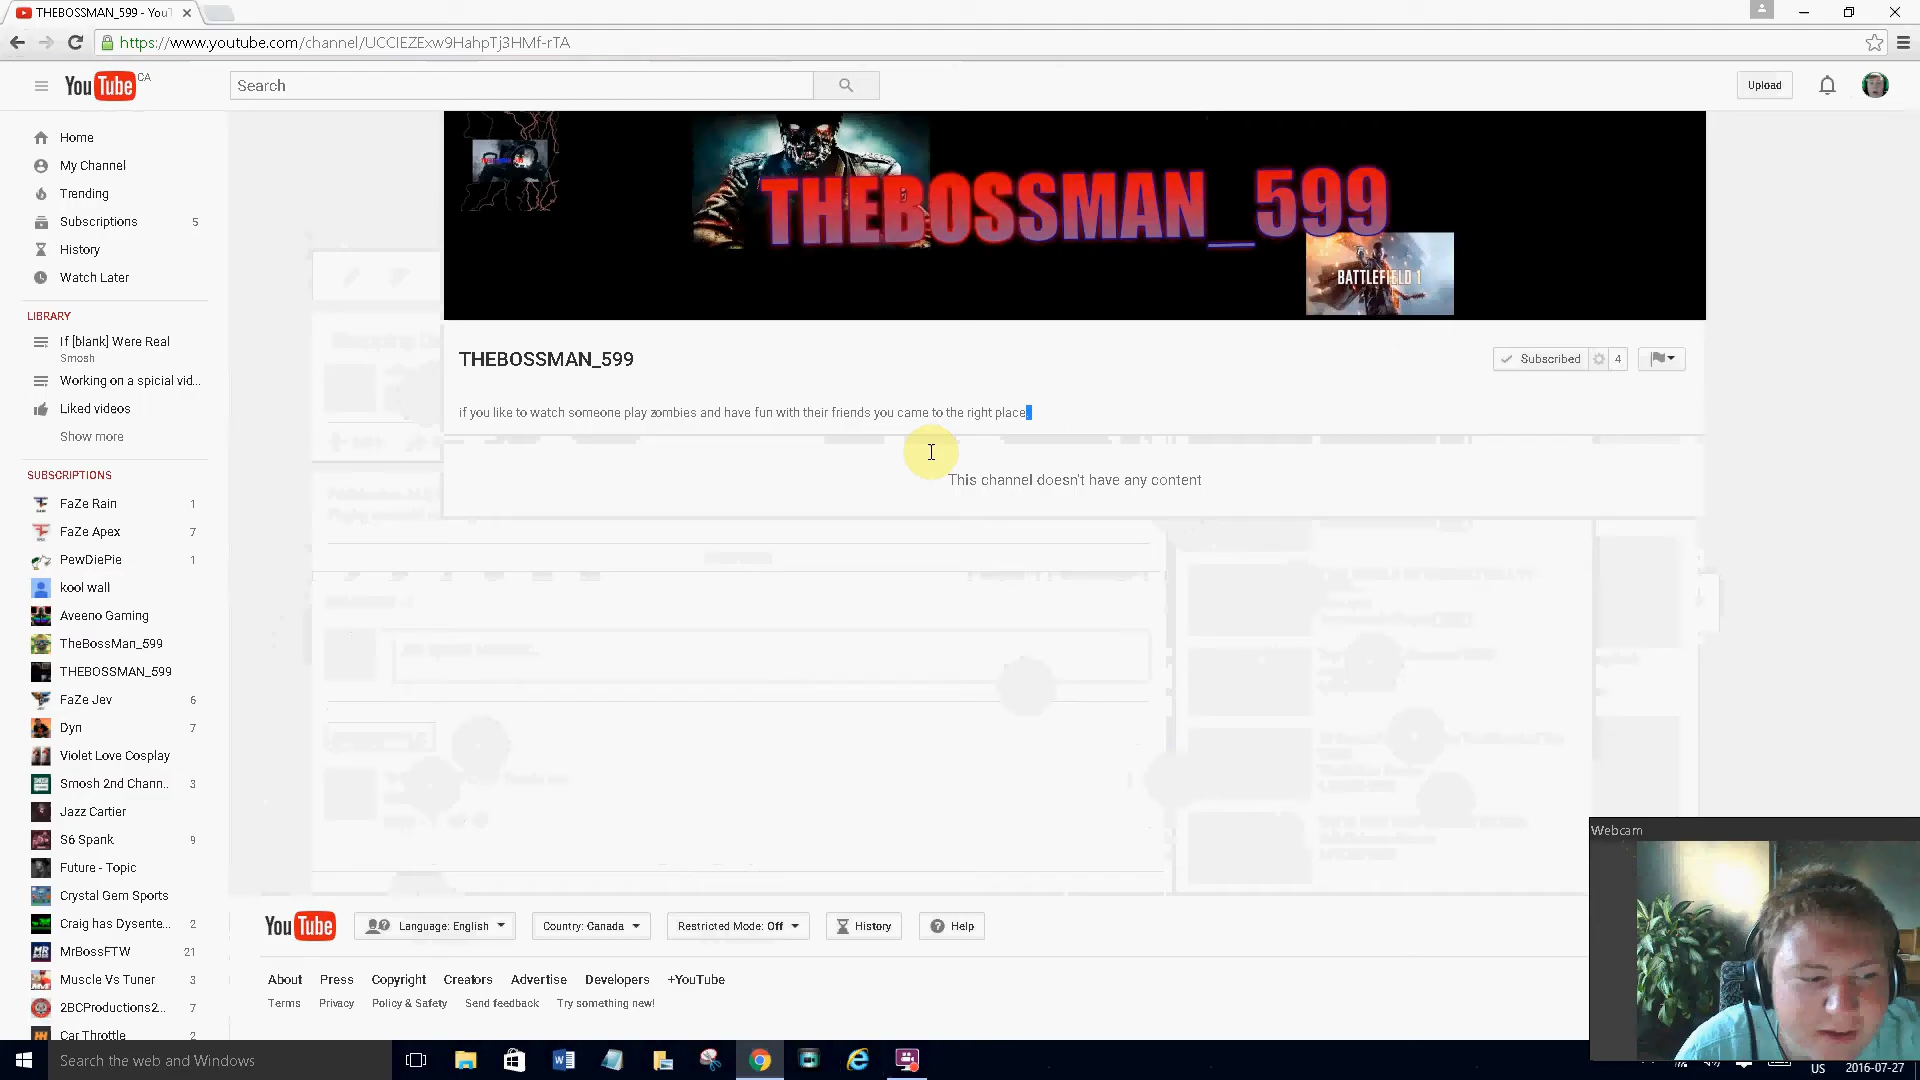 THEBOSSMAN_599 - YouT
https://www.youtube.com/channel/UCClEZExw9HahpTj3HMf-rTA
YouTube CA
Search
Upload
Home
My Channel
Trending
Subscriptions 5
History
Watch Later
LIBRARY
If [blank] Were Real
Smosh
Working on a spicial vid...
Liked videos
Show more
SUBSCRIPTIONS
FaZe Rain 1
FaZe Apex 7
PewDiePie 1
kool wall
Aveeno Gaming
TheBossMan_599
THEBOSSMAN_599
FaZe Jev 6
Dyn 7
Violet Love Cosplay
Smosh 2nd Chann... 3
Jazz Cartier
S6 Spank 9
Future - Topic
Crystal Gem Sports
Craig has Dysente... 2
MrBossFTW 21
Muscle Vs Tuner 3
2BCProductions2... 7
Car Throttle 2
THEBOSSMAN_599
BATTLEFIELD 1
THEBOSSMAN_599
Subscribed 4
if you like to watch someone play zombies and have fun with their friends you came to the right place.
This channel doesn't have any content
YouTube
Language: English
Country: Canada
Restricted Mode: Off
History
Help
About Press Copyright Creators Advertise Developers +YouTube
Terms Privacy Policy & Safety Send feedback Try something new!
Webcam
Search the web and Windows
US
2016-07-27